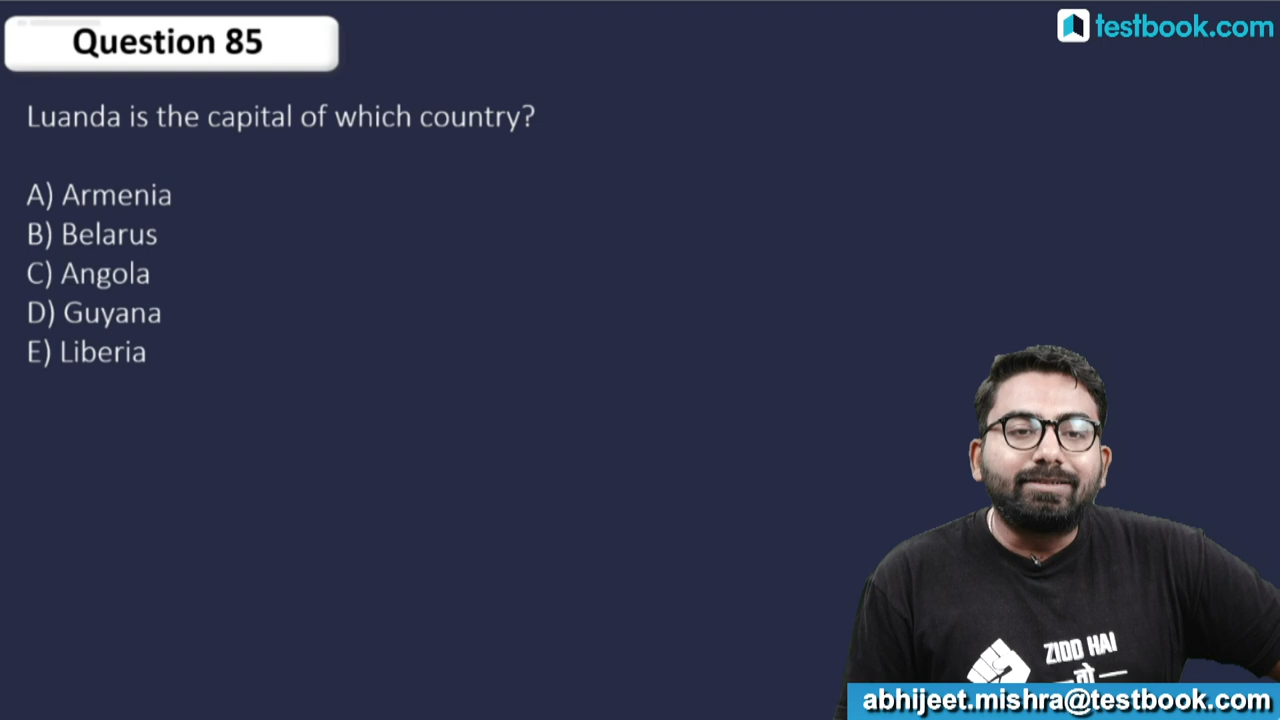 Question 85
testbook.com
Luanda is the capital of which country?
A) Armenia
B) Belarus
C) Angola
D) Guyana
E) Liberia
ZIDD HAI
तो
abhijeet.mishra@testbook.com